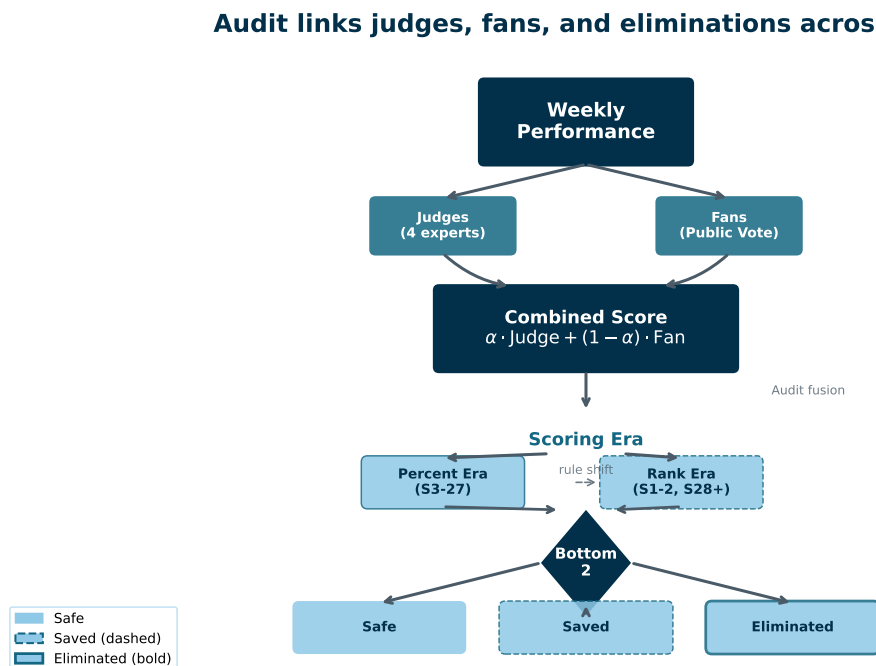 Audit links judges, fans, and eliminations acros
Weekly
Performance
Judges
(4 experts)
Fans
(Public Vote)
Combined Score
α · Judge + (1 − α) · Fan
Audit fusion
Scoring Era
Percent Era
(S3-27)
rule shift
Rank Era
(S1-2, S28+)
Bottom
2
Safe
Saved
Eliminated
Safe
Saved (dashed)
Eliminated (bold)